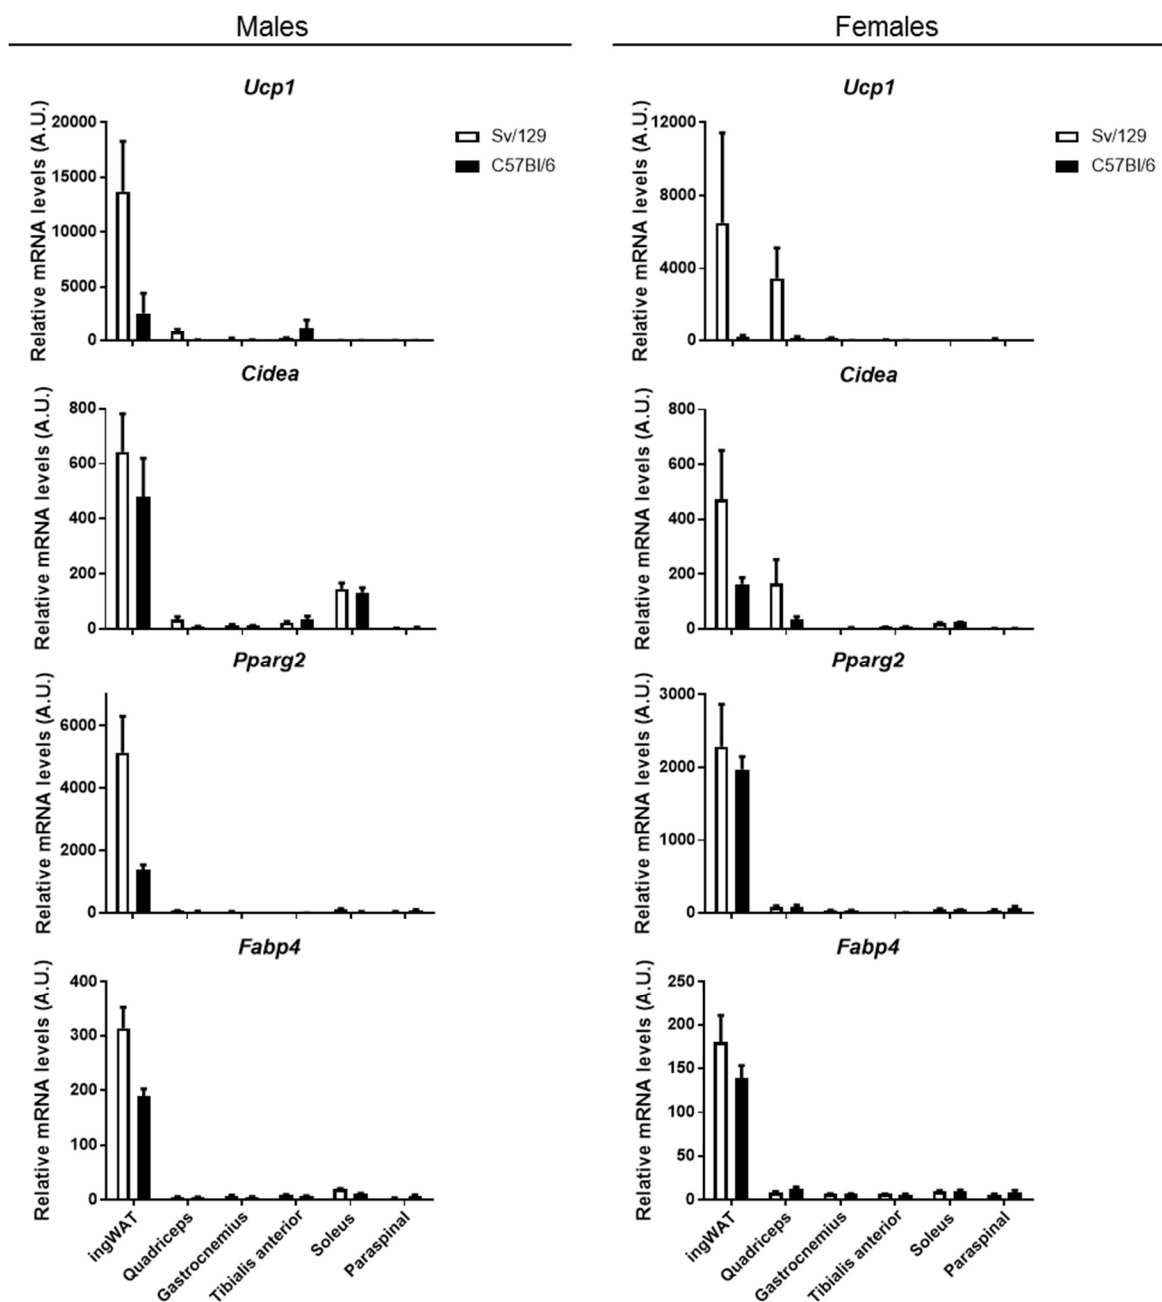 Males
Females
Ucp1
Ucp1
Relative mRNA levels (A.U.)
20000
15000
10000
5000
0
Sv/129
C57Bl/6
Relative mRNA levels (A.U.)
12000
8000
4000
0
Sv/129
C57Bl/6
Cidea
Cidea
Relative mRNA levels (A.U.)
800
600
400
200
0
Relative mRNA levels (A.U.)
800
600
400
200
0
Pparg2
Pparg2
Relative mRNA levels (A.U.)
6000
4000
2000
0
Relative mRNA levels (A.U.)
3000
2000
1000
0
Fabp4
Fabp4
Relative mRNA levels (A.U.)
400
300
200
100
0
Relative mRNA levels (A.U.)
250
200
150
100
50
0
ingWAT
Quadriceps
Gastrocnemius
Tibialis anterior
Soleus
Paraspinal
ingWAT
Quadriceps
Gastrocnemius
Tibialis anterior
Soleus
Paraspinal